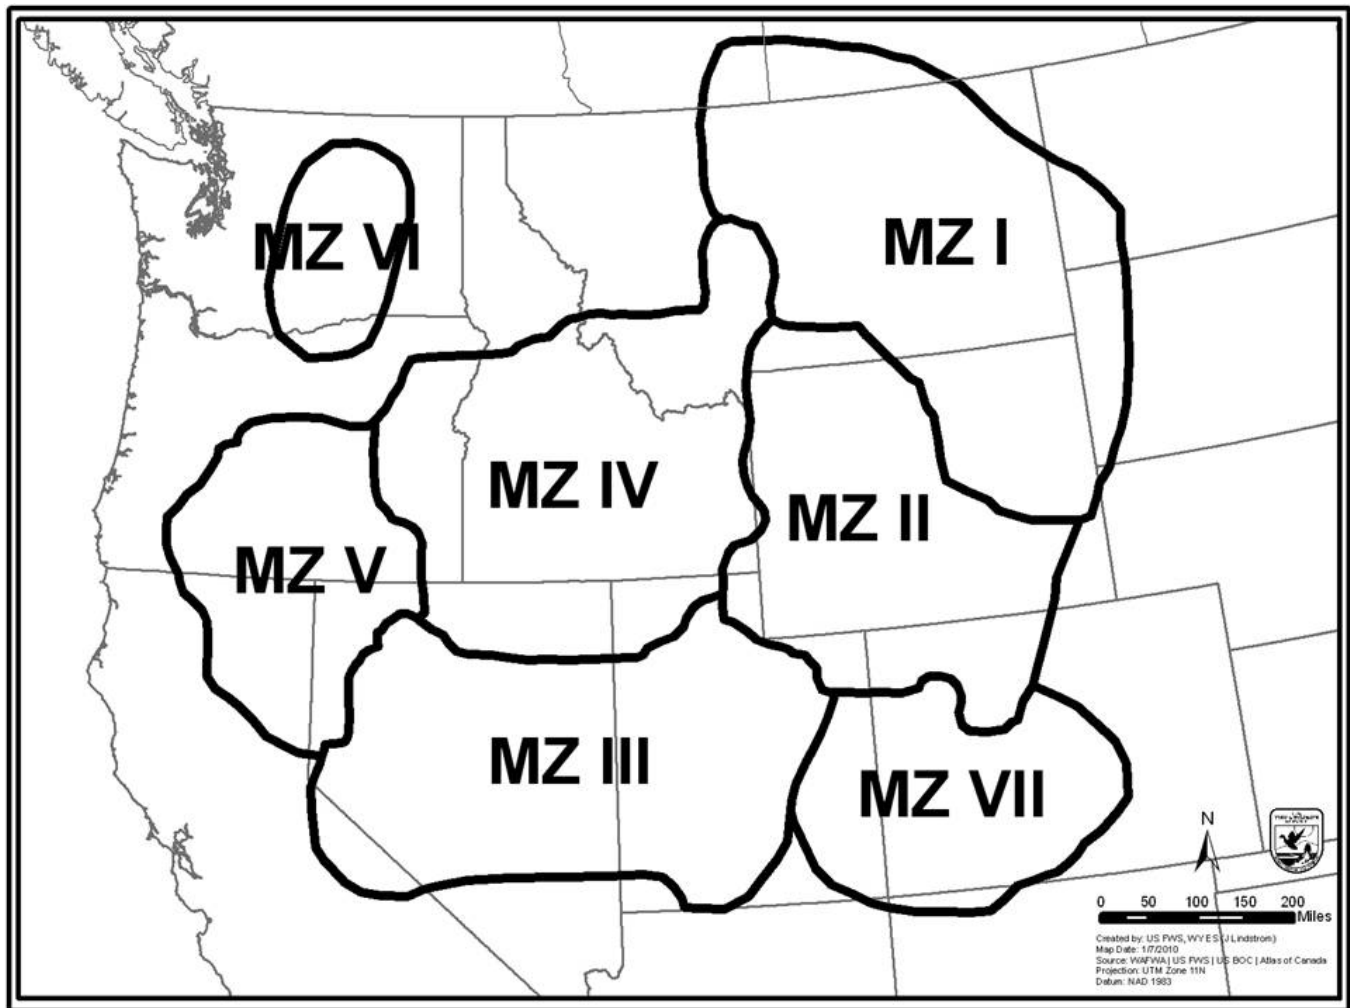 MZ I
MZ VI
MZ IV
MZ II
MZ V
MZ III
MZ VII
N
0 50 100 150 200
Miles
Created by: US FWS, WY ES (J Lindstrom)
Map Date: 1/7/2010
Source: WAFWA | US FWS | US BOC | Atlas of Canada
Projection: UTM Zone 11N
Datum: NAD 1983